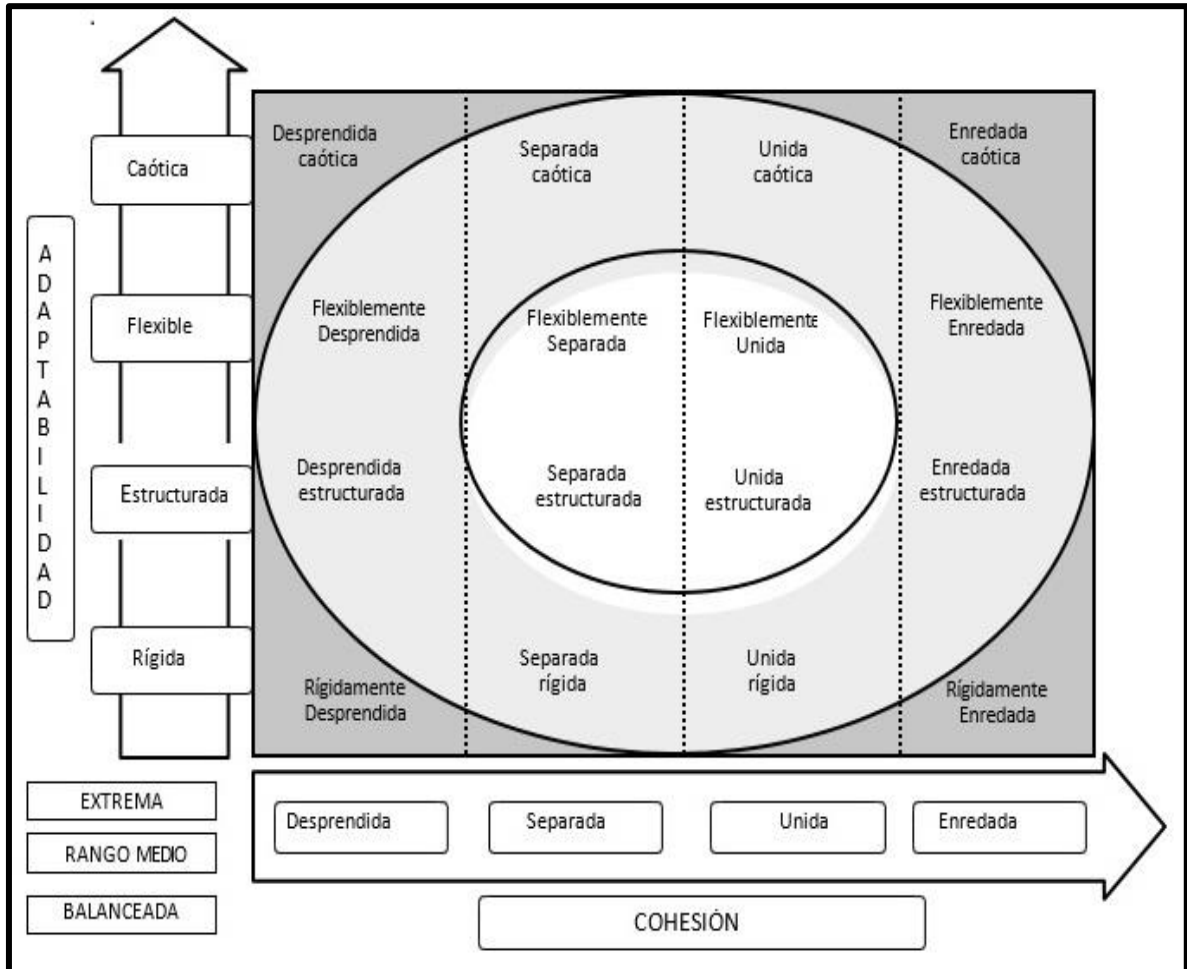 Caótica
Flexible
Estructurada
Rígida
ADAPTABILIDAD
Desprendida
caótica
Separada
caótica
Unida
caótica
Enredada
caótica
Flexiblemente
Desprendida
Flexiblemente
Separada
Flexiblemente
Unida
Flexiblemente
Enredada
Desprendida
estructurada
Separada
estructurada
Unida
estructurada
Enredada
estructurada
Rígidamente
Desprendida
Separada
rígida
Unida
rígida
Rígidamente
Enredada
EXTREMA
RANGO MEDIO
BALANCEADA
Desprendida
Separada
Unida
Enredada
COHESIÓN